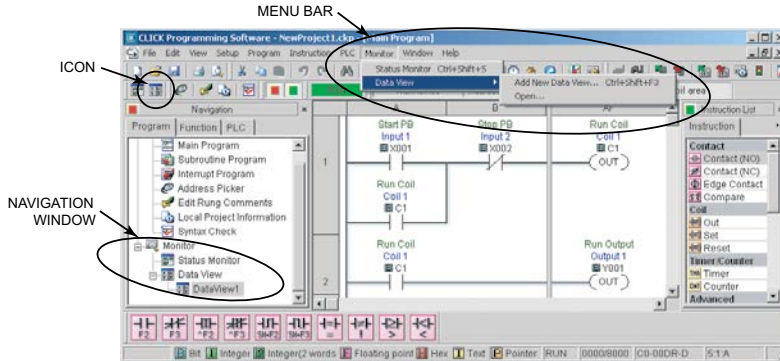 MENU BAR
CLICK Programming Software - NewProject1.ckp - [Main Program]
File Edit View Setup Program Instruction PLC Monitor Window Help
ICON
Status Monitor Ctrl+Shift+S
Data View
Add New Data View... Ctrl+Shift+F3
Open...
Navigation
Instruction List
Program Function PLC
Instruction
Main Program
Subroutine Program
Interrupt Program
Address Picker
Edit Rung Comments
Local Project Information
Syntax Check
NAVIGATION
WINDOW
Monitor
Status Monitor
Data View
DataView1
A
AF
Start PB
Input 1
X001
Stop PB
Input 2
X002
Run Coil
Coil 1
C1
OUT
1
Run Coil
Coil 1
C1
Run Coil
Coil 1
C1
Run Output
Output 1
Y001
OUT
2
Contact
Contact (NO)
Contact (NC)
Edge Contact
Compare
Coil
Out
Set
Reset
Timer/Counter
Timer
Counter
Advanced
F2 ^F3 SH+F2 SH+F3
Bit Integer Integer(2 words Floating point Hex Text Pointer RUN 0000/8000 C0-00DR-D S:1:A